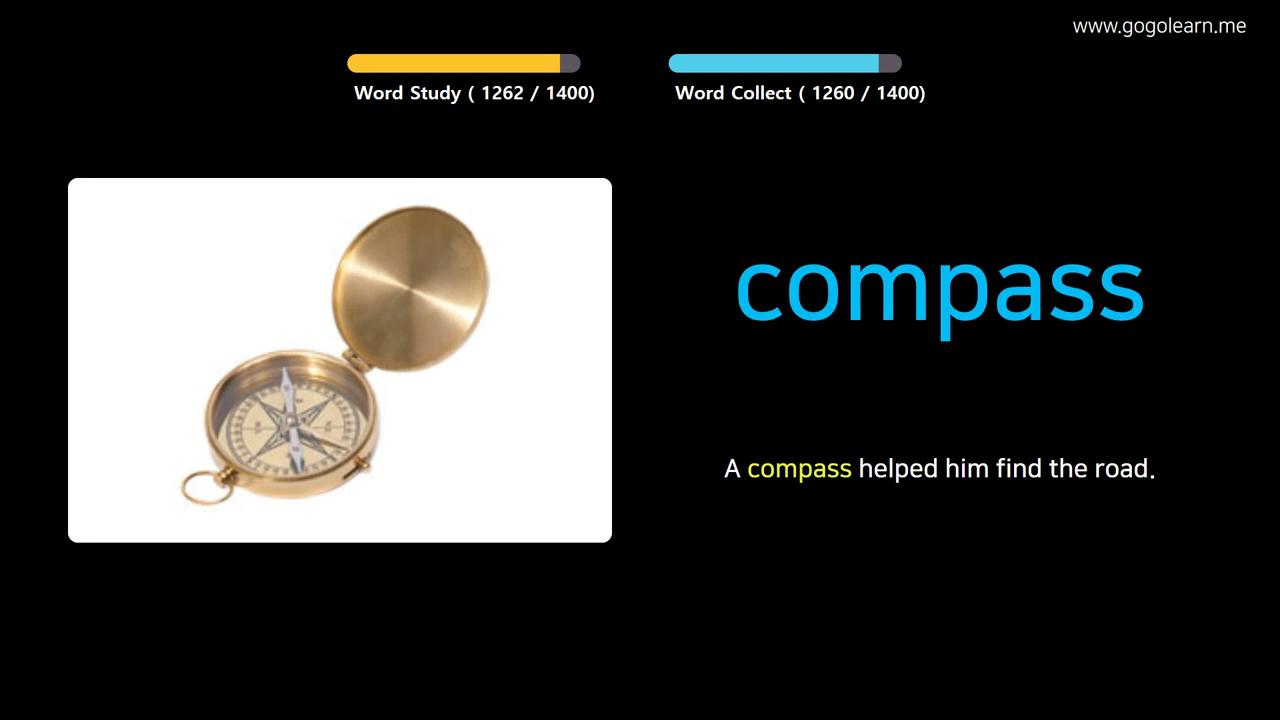 www.gogolearn.me
Word Study ( 1262 / 1400)
Word Collect ( 1260 / 1400)
compass
A compass helped him find the road.